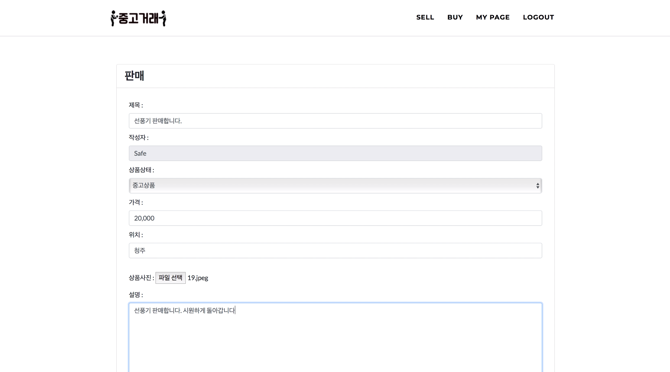 중고거래
SELL BUY MY PAGE LOGOUT
판매
제목 :
선풍기 판매합니다.
작성자 :
Safe
상품상태 :
중고상품
가격 :
20,000
위치 :
상품사진 : 파일 선택 19.jpeg
설명 :
선풍기 판매합니다. 시원하게 돌아갑니다